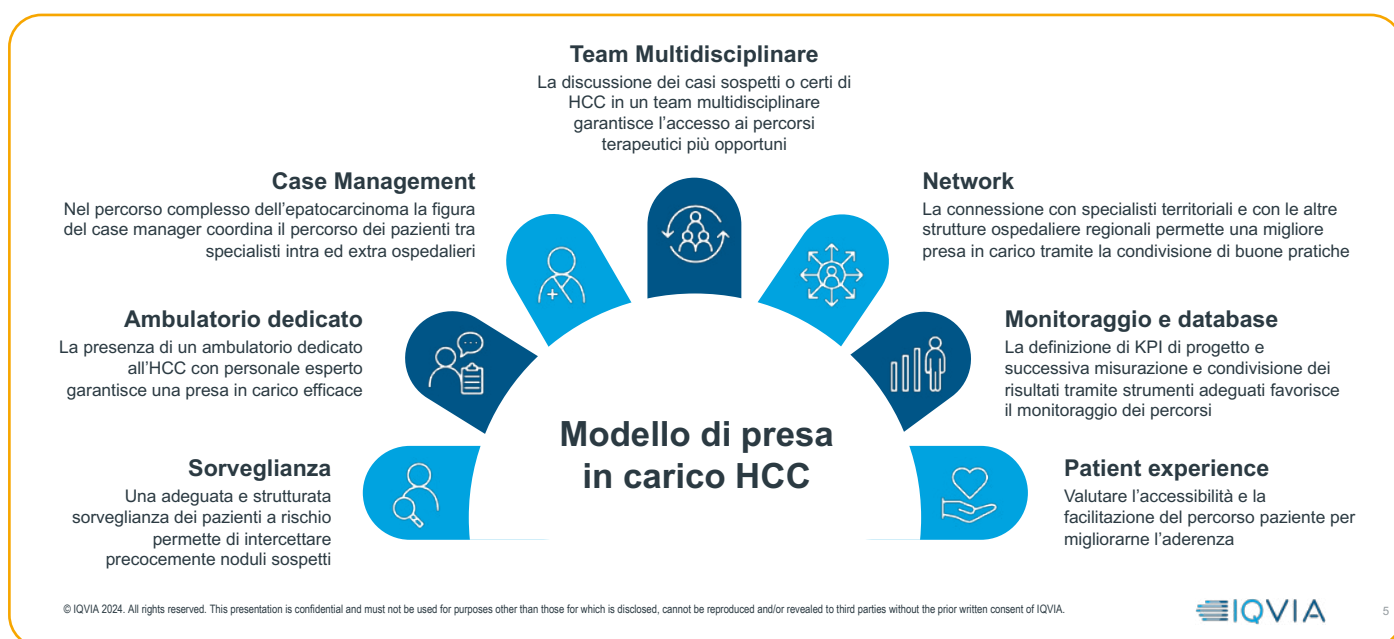 Team Multidisciplinare
La discussione dei casi sospetti o certi di
HCC in un team multidisciplinare
garantisce l'accesso ai percorsi
terapeutici più opportuni
Case Management
Nel percorso complesso dell'epatocarcinoma la figura
del case manager coordina il percorso dei pazienti tra
specialisti intra ed extra ospedalieri
Network
La connessione con specialisti territoriali e con le altre
strutture ospedaliere regionali permette una migliore
presa in carico tramite la condivisione di buone pratiche
Ambulatorio dedicato
La presenza di un ambulatorio dedicato
all'HCC con personale esperto
garantisce una presa in carico efficace
Monitoraggio e database
La definizione di KPI di progetto e
successiva misurazione e condivisione dei
risultati tramite strumenti adeguati favorisce
il monitoraggio dei percorsi
Modello di presa
in carico HCC
Sorveglianza
Una adeguata e strutturata
sorveglianza dei pazienti a rischio
permette di intercettare
precocemente noduli sospetti
Patient experience
Valutare l'accessibilità e la
facilitazione del percorso paziente per
migliorarne l'aderenza
© IQVIA 2024. All rights reserved. This presentation is confidential and must not be used for purposes other than those for which is disclosed, cannot be reproduced and/or revealed to third parties without the prior written consent of IQVIA.
IQVIA
5